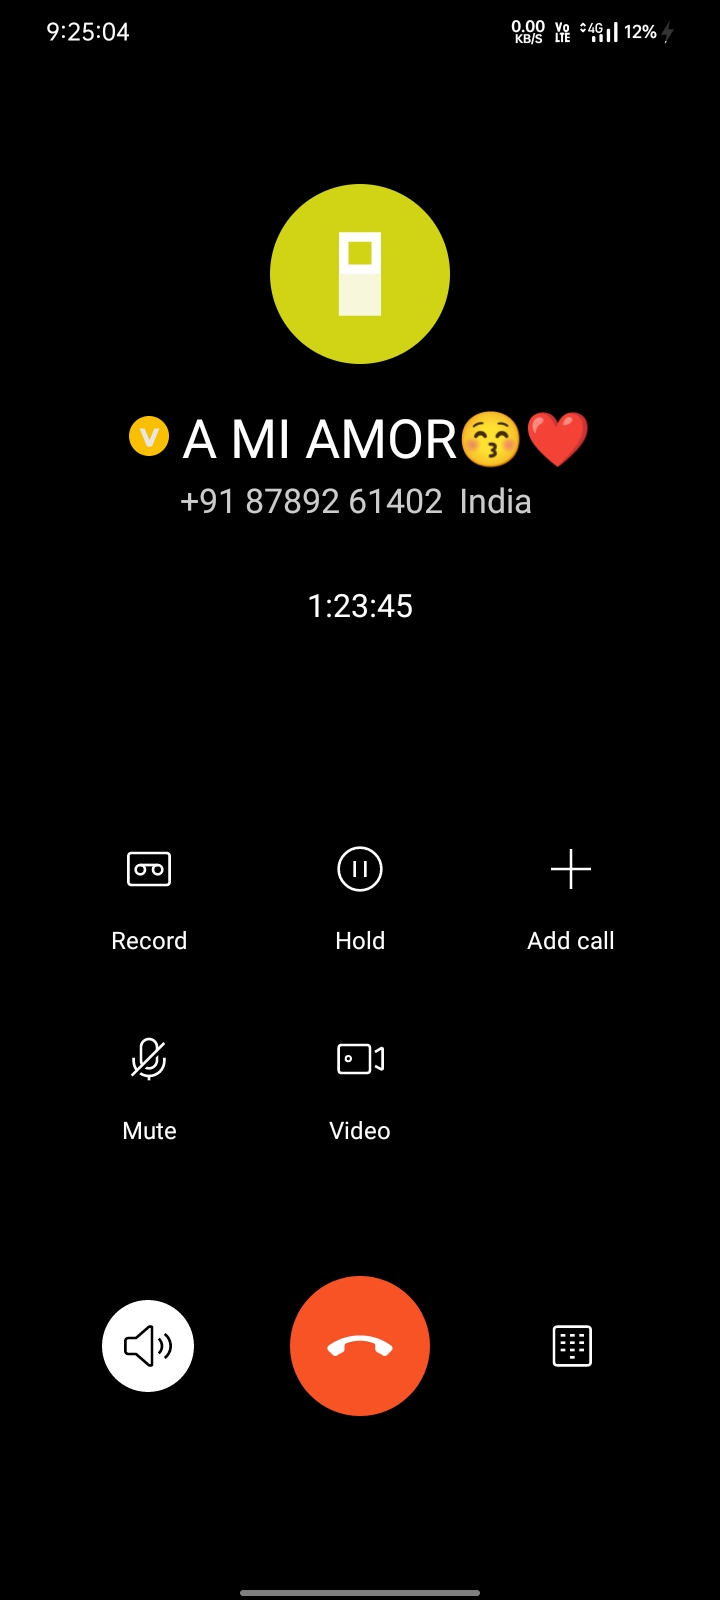 9:25:04 0.00 KB/S Vo LTE 4G 12%
V A MI AMOR😚❤️
+91 87892 61402 India
1:23:45
Record Hold Add call
Mute Video